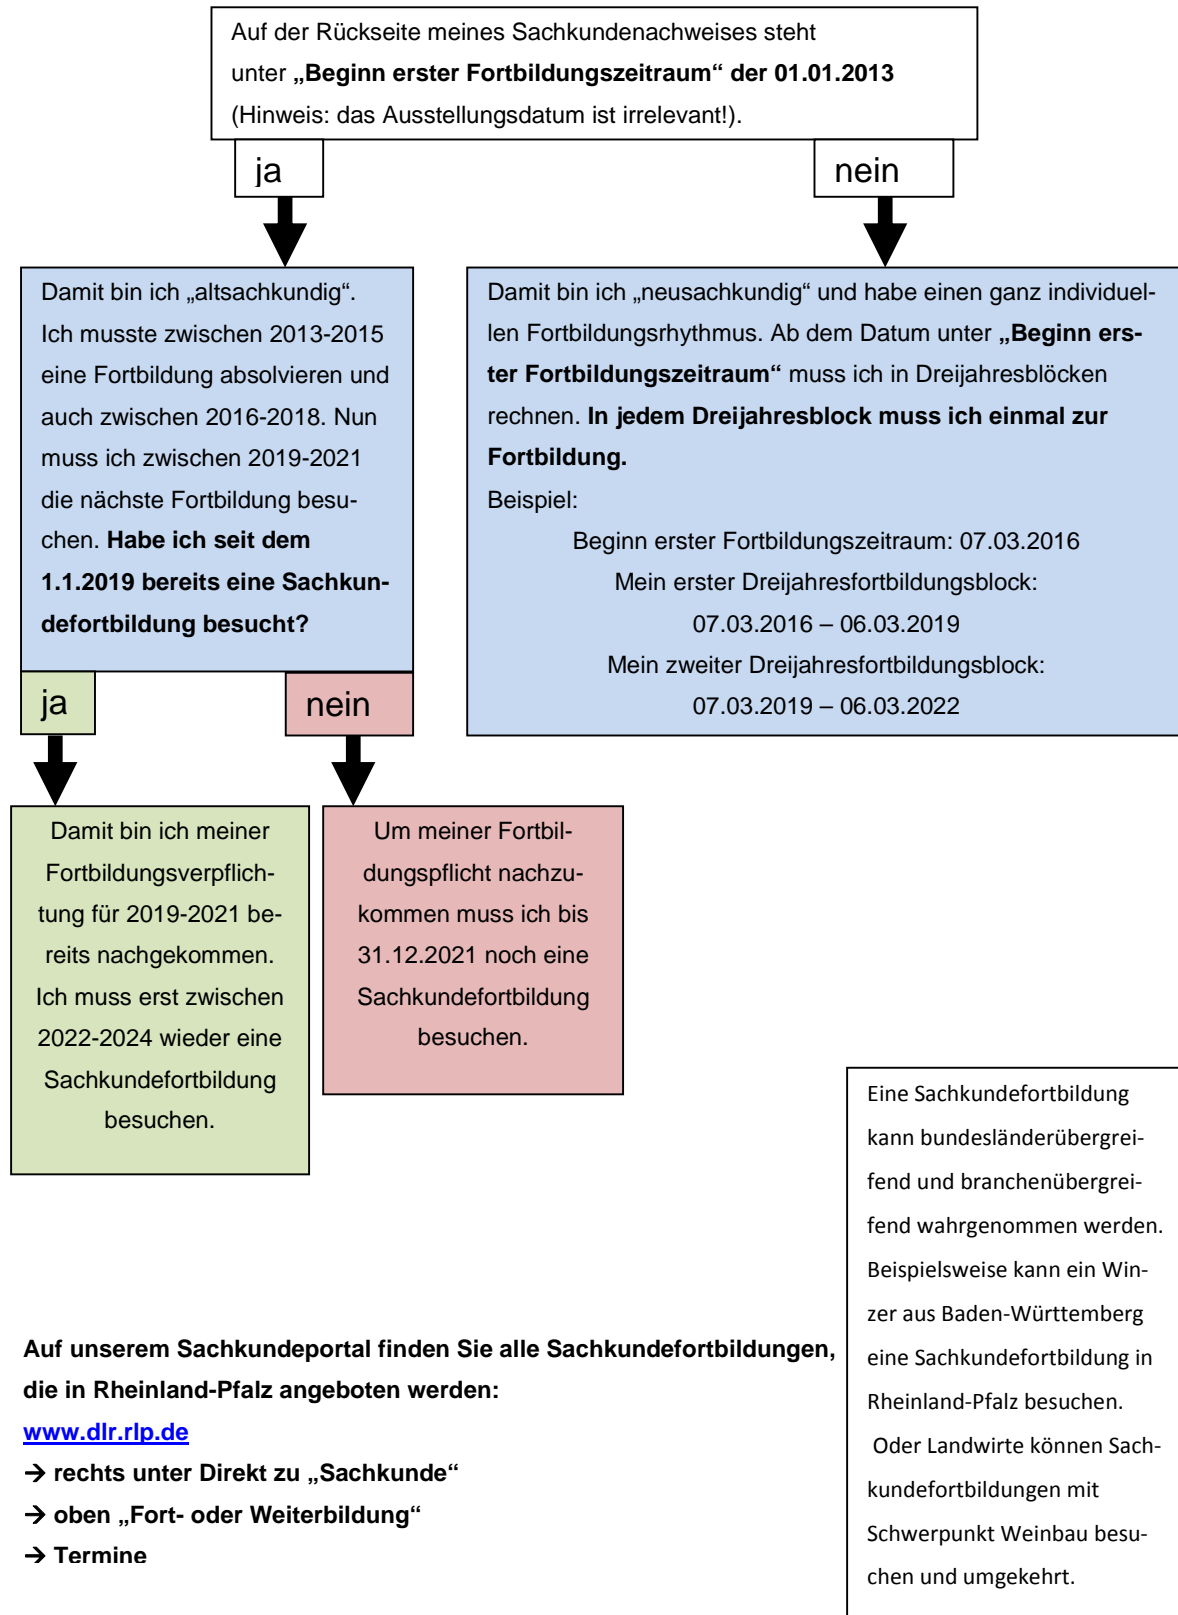 Auf der Rückseite meines Sachkundenachweises steht
unter „Beginn erster Fortbildungszeitraum“ der 01.01.2013
(Hinweis: das Ausstellungsdatum ist irrelevant!).
ja
nein
Damit bin ich „altsachkundig“.
Ich musste zwischen 2013-2015
eine Fortbildung absolvieren und
auch zwischen 2016-2018. Nun
muss ich zwischen 2019-2021
die nächste Fortbildung besu-
chen. Habe ich seit dem
1.1.2019 bereits eine Sachkun-
defortbildung besucht?
Damit bin ich „neusachkundig“ und habe einen ganz individuel-
len Fortbildungsrhythmus. Ab dem Datum unter „Beginn ers-
ter Fortbildungszeitraum“ muss ich in Dreijahresblöcken
rechnen. In jedem Dreijahresblock muss ich einmal zur
Fortbildung.
Beispiel:
Beginn erster Fortbildungszeitraum: 07.03.2016
Mein erster Dreijahresfortbildungsblock:
07.03.2016 – 06.03.2019
Mein zweiter Dreijahresfortbildungsblock:
07.03.2019 – 06.03.2022
ja
nein
Damit bin ich meiner
Fortbildungsverpflich-
tung für 2019-2021 be-
reits nachgekommen.
Ich muss erst zwischen
2022-2024 wieder eine
Sachkundefortbildung
besuchen.
Um meiner Fortbil-
dungspflicht nachzu-
kommen muss ich bis
31.12.2021 noch eine
Sachkundefortbildung
besuchen.
Eine Sachkundefortbildung
kann bundesländerübergrei-
fend und branchenübergrei-
fend wahrgenommen werden.
Beispielsweise kann ein Win-
zer aus Baden-Württemberg
eine Sachkundefortbildung in
Rheinland-Pfalz besuchen.
Oder Landwirte können Sach-
kundefortbildungen mit
Schwerpunkt Weinbau besu-
chen und umgekehrt.
Auf unserem Sachkundeportal finden Sie alle Sachkundefortbildungen,
die in Rheinland-Pfalz angeboten werden:
www.dlr.rlp.de
→ rechts unter Direkt zu „Sachkunde“
→ oben „Fort- oder Weiterbildung“
→ Termine